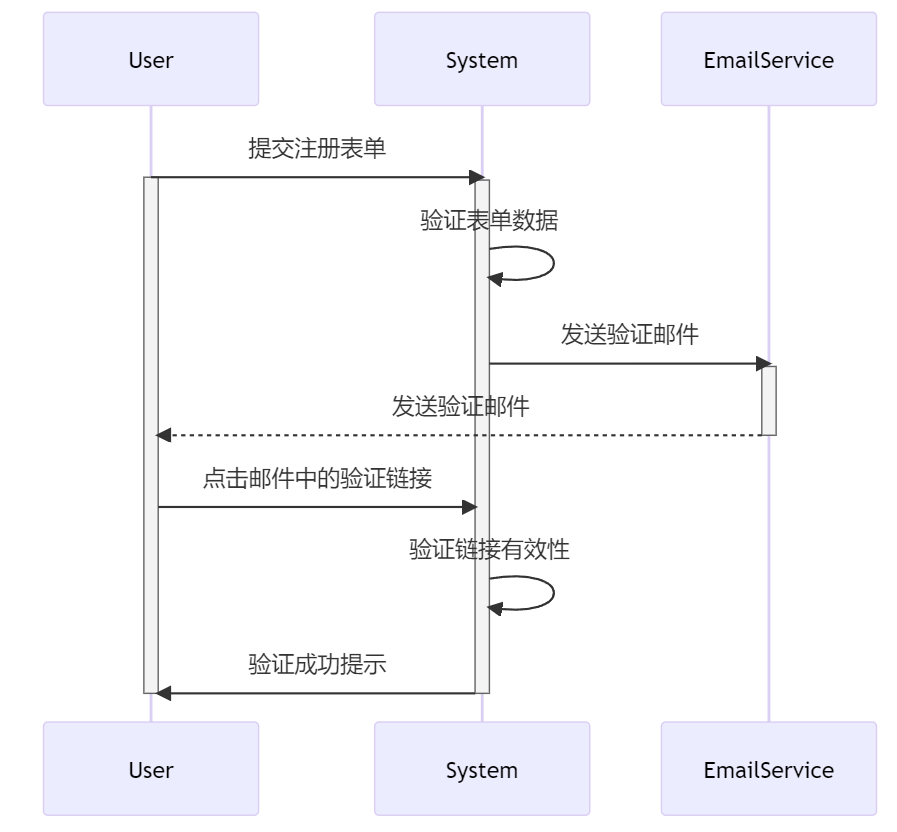 User
System
EmailService
提交注册表单
验证表单数据
发送验证邮件
发送验证邮件
点击邮件中的验证链接
验证链接有效性
验证成功提示
User
System
EmailService